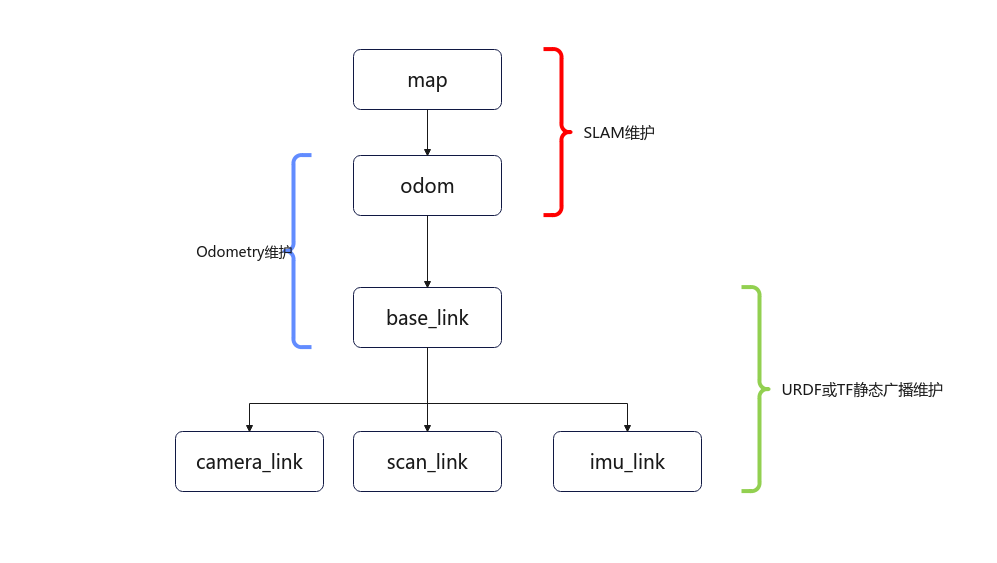 map
SLAM维护
odom
Odometry维护
base_link
URDF或TF静态广播维护
camera_link
scan_link
imu_link